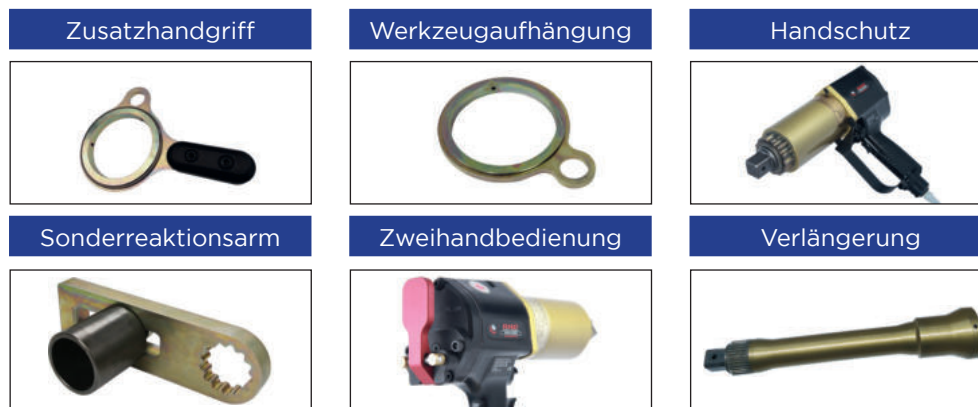 Zusatzhandgriff
Werkzeugaufhängung
Handschutz
Sonderreaktionsarm
Zweihandbedienung
Verlängerung